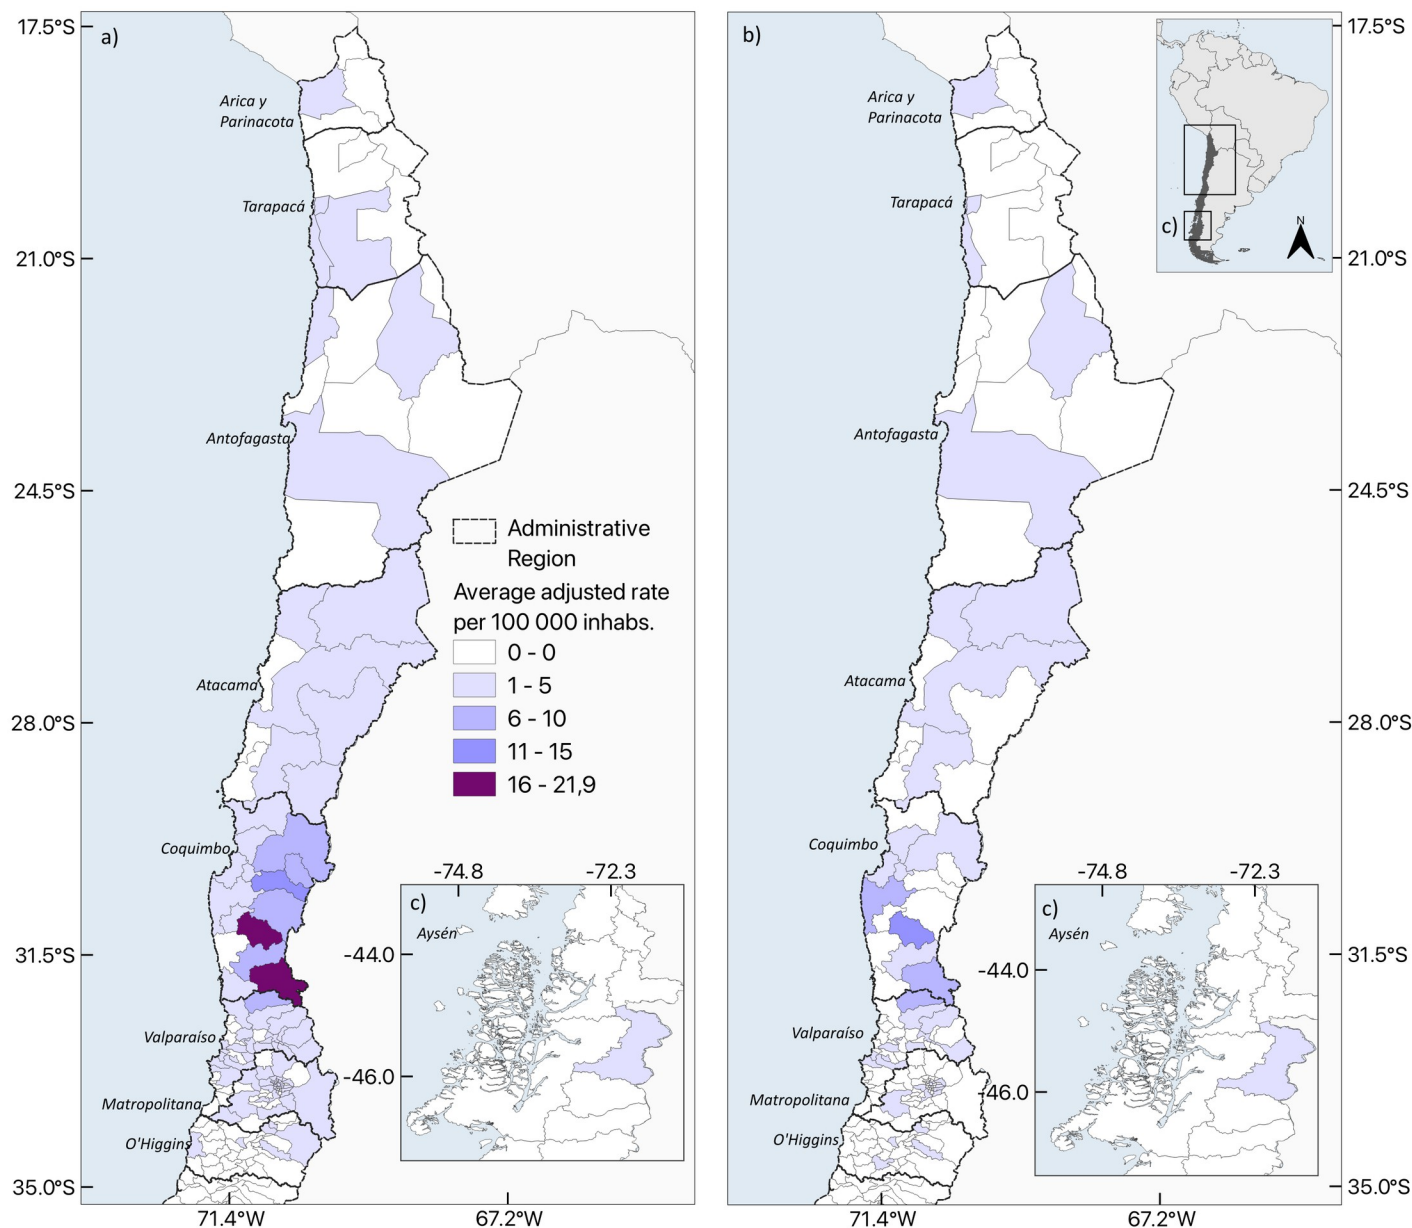 17.5°S
a)
b)
17.5°S
Arica y
Parinacota
Arica y
Parinacota
Tarapacá
Tarapacá
c)
N
21.0°S
21.0°S
Antofagasta
Antofagasta
24.5°S
24.5°S
Administrative
Region
Average adjusted rate
per 100 000 inhabs.
0 - 0
1 - 5
6 - 10
11 - 15
16 - 21,9
Atacama
Atacama
28.0°S
28.0°S
Coquimbo
Coquimbo
-74.8
-72.3
-74.8
-72.3
c)
c)
Aysén
Aysén
31.5°S
-44.0
-44.0
31.5°S
Valparaíso
Valparaíso
-46.0
-46.0
Matropolitana
Metropolitana
O'Higgins
O'Higgins
35.0°S
35.0°S
71.4°W
67.2°W
71.4°W
67.2°W